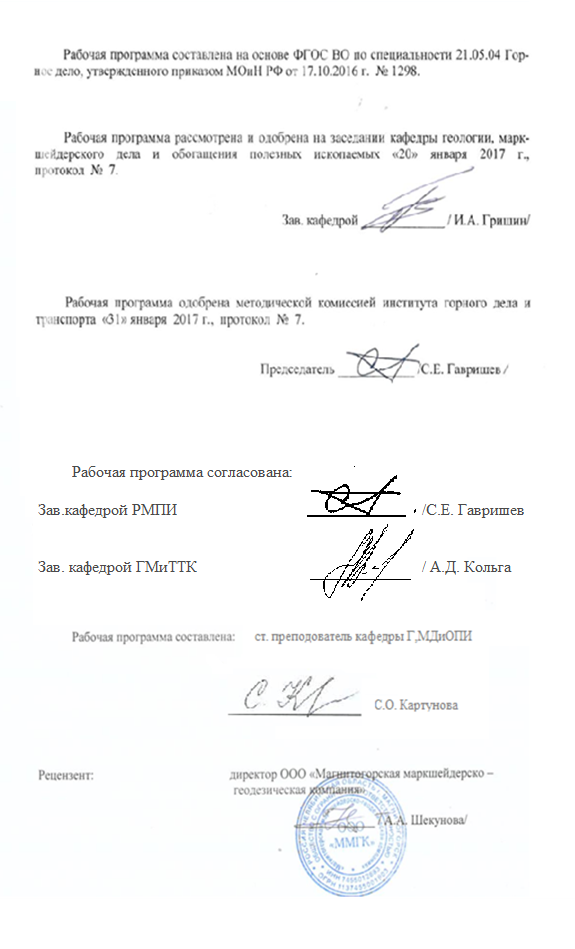 Рабочая программа составлена на основе ФГОС ВО по специальности 21.05.04 Гор-
ное дело, утвержденного приказом МОиН РФ от 17.10.2016 г. № 1298.
Рабочая программа рассмотрена и одобрена на заседании кафедры геологии, марк-
шейдерского дела и обогащения полезных ископаемых «20» января 2017 г.,
протокол № 7.
Зав. кафедрой / И.А. Гришин/
Рабочая программа одобрена методической комиссией института горного дела и
транспорта «31» января 2017 г., протокол № 7.
Председатель /С.Е. Гавришев /
Рабочая программа согласована:
Зав.кафедрой РМПИ /С.Е. Гавришев
Зав. кафедрой ГМиТТК / А.Д. Кольга
Рабочая программа составлена: ст. преподователь кафедры Г,МДиОПИ
С.О. Картунова
Рецензент: директор ООО «Магнитогорская маркшейдерско –
геодезическая компания»
/ А.А. Шекунова/
ООО
«ММГК»